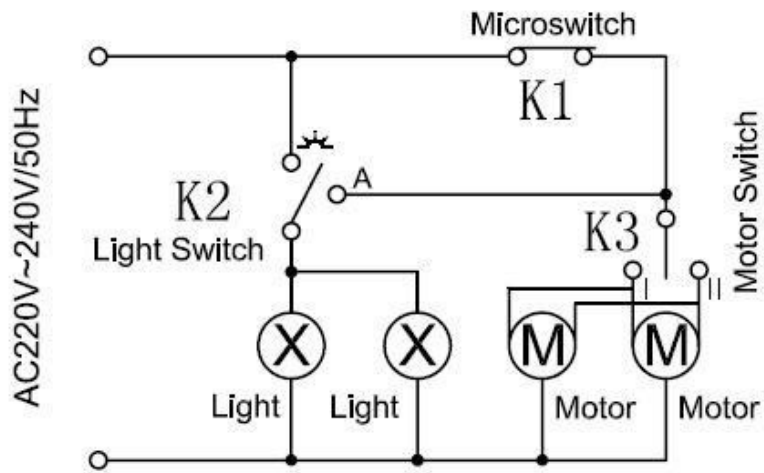 Microswitch
K1
AC220V~240V/50Hz
A
K2
Light Switch
K3
Motor Switch
I
II
X
X
M
M
Light
Light
Motor
Motor